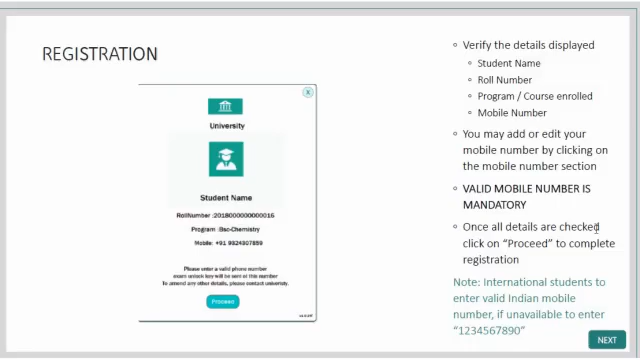 REGISTRATION
X
University
Student Name
RollNumber :2018000000000016
Program :Bsc-Chemistry
Mobile: +91 9324307859
Please enter a valid phone number
exam unlock key will be sent at this number
To amend any other details, please contact univeristy.
Proceed
Verify the details displayed
Student Name
Roll Number
Program / Course enrolled
Mobile Number
You may add or edit your
mobile number by clicking on
the mobile number section
VALID MOBILE NUMBER IS
MANDATORY
Once all details are checked
click on “Proceed” to complete
registration
Note: International students to
enter valid Indian mobile
number, if unavailable to enter
“1234567890”
NEXT